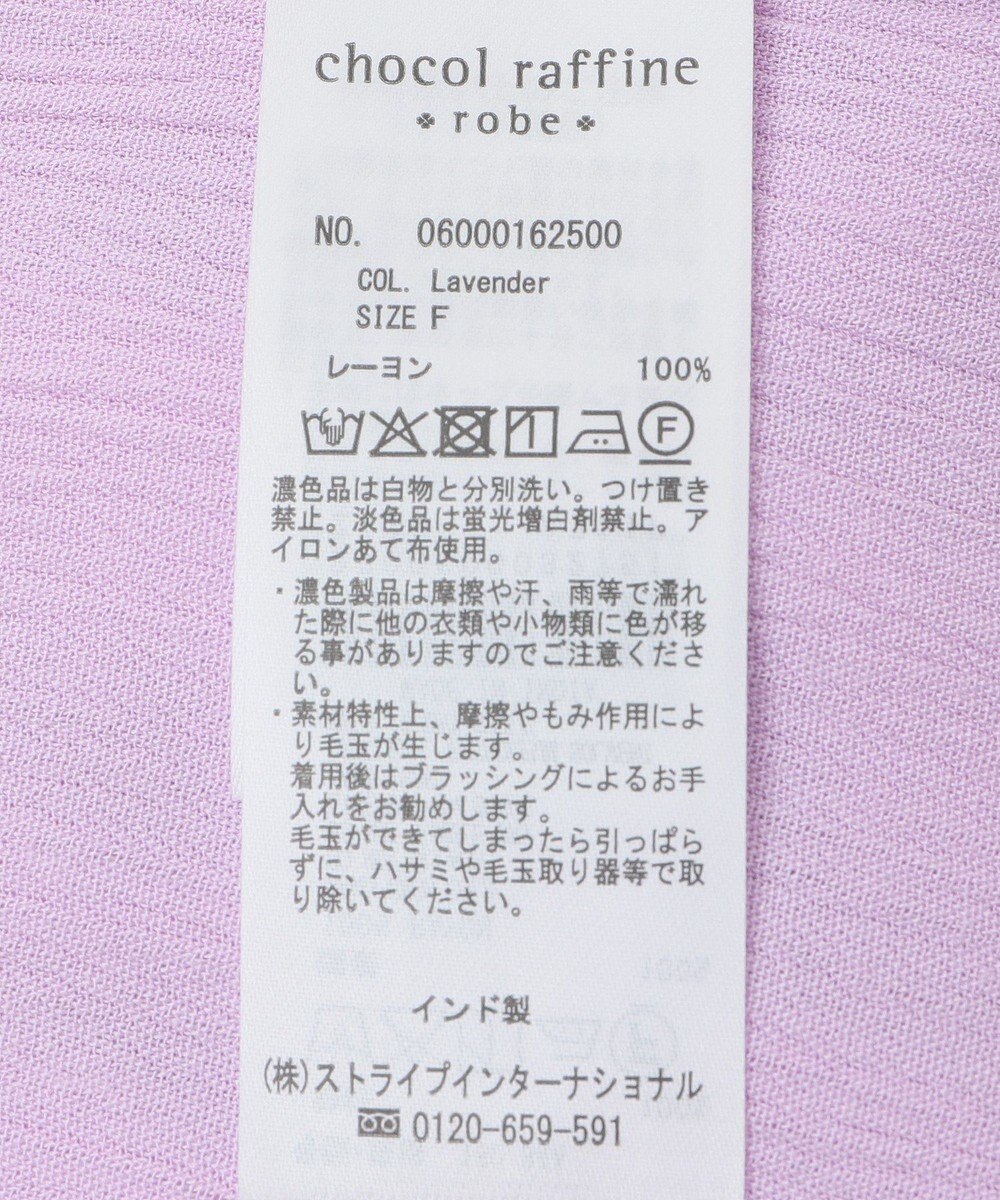 chocol raffine
robe
NO. 06000162500
COL. Lavender
SIZE F
レーヨン 100%
F
濃色品は白物と分別洗い。つけ置き
禁止。淡色品は蛍光増白剤禁止。ア
イロンあて布使用。
・濃色製品は摩擦や汗、雨等で濡れ
た際に他の衣類や小物類に色が移
る事がありますのでご注意くださ
い。
・素材特性上、摩擦やもみ作用によ
り毛玉が生じます。
着用後はブラッシングによるお手
入れをお勧めします。
毛玉ができてしまったら引っぱら
ずに、ハサミや毛玉取り器等で取
り除いてください。
インド製
(株)ストライプインターナショナル
0120-659-591